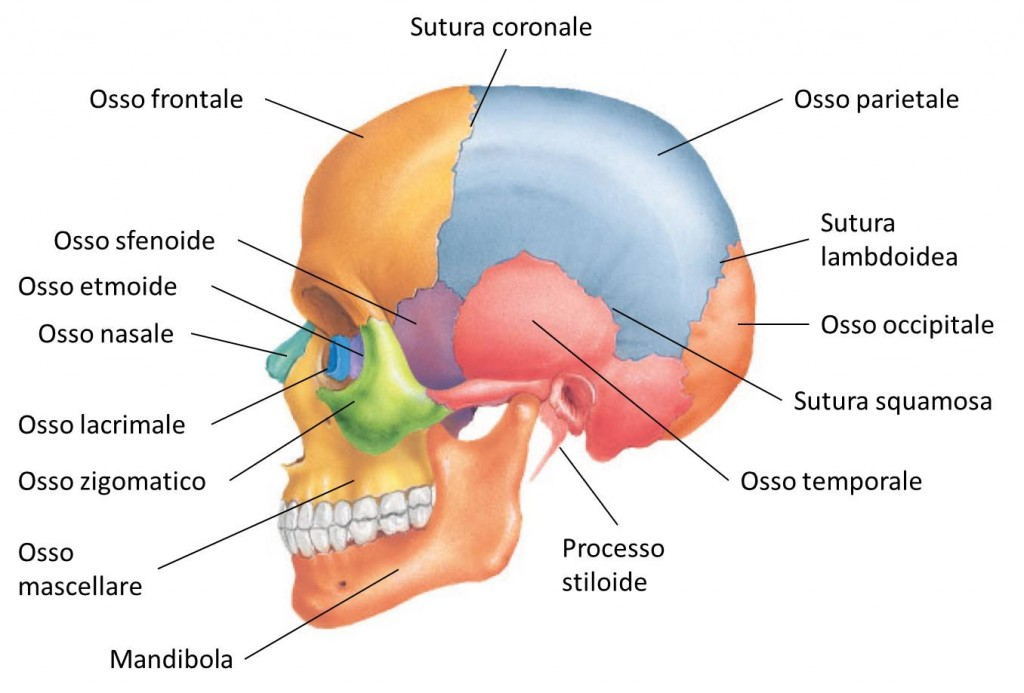 Sutura coronale
Osso frontale
Osso parietale
Osso sfenoide
Sutura
lambdoidea
Osso etmoide
Osso nasale
Osso occipitale
Osso lacrimale
Sutura squamosa
Osso zigomatico
Osso temporale
Osso
mascellare
Processo
stiloide
Mandibola